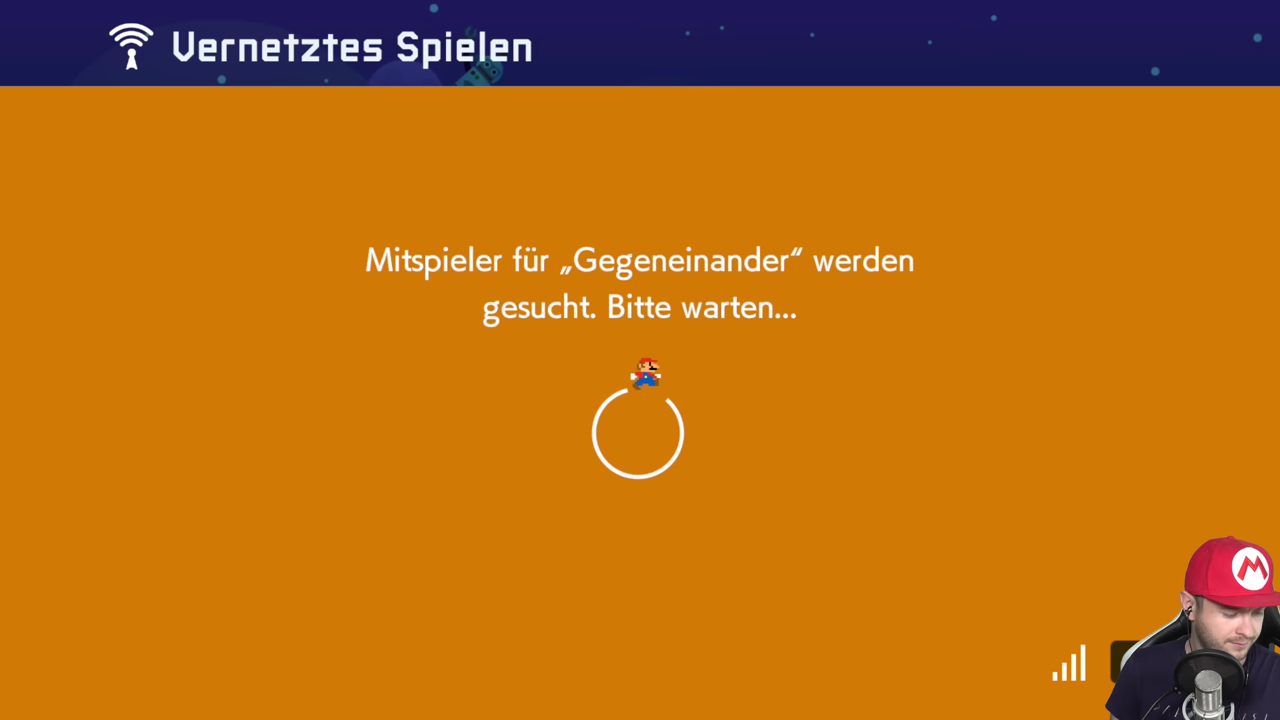 Vernetztes Spielen
Mitspieler für „Gegeneinander“ werden
gesucht. Bitte warten...
M